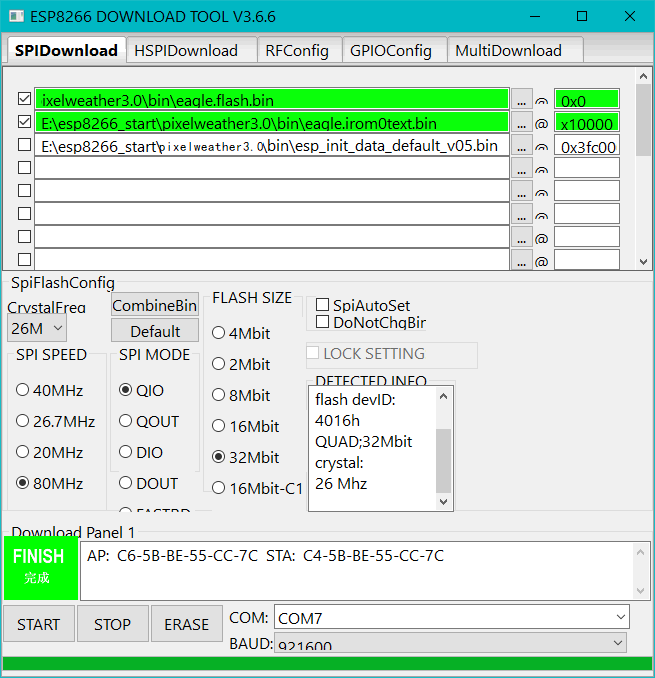 ESP8266 DOWNLOAD TOOL V3.6.6
SPIDownload HSPIDownload RFConfig GPIOConfig MultiDownload
ixelweather3.0\bin\eagle.flash.bin ... @ 0x0
E:\esp8266_start\pixelweather3.0\bin\eagle.irom0text.bin ... @ x10000
E:\esp8266_start\pixelweather3.0\bin\esp_init_data_default_v05.bin ... @ 0x3fc00
... @
... @
... @
... @
... @
SpiFlashConfig
CrystalFreq
26M
CombineBin
Default
SPI SPEED
40MHz
26.7MHz
20MHz
80MHz
SPI MODE
QIO
QOUT
DIO
DOUT
FASTRD
FLASH SIZE
4Mbit
2Mbit
8Mbit
16Mbit
32Mbit
16Mbit-C1
SpiAutoSet
DoNotChgBin
LOCK SETTING
DETECTED INFO
flash devID:
4016h
QUAD;32Mbit
crystal:
26 Mhz
Download Panel 1
FINISH
完成
AP: C6-5B-BE-55-CC-7C STA: C4-5B-BE-55-CC-7C
START STOP ERASE
COM: COM7
BAUD: 921600